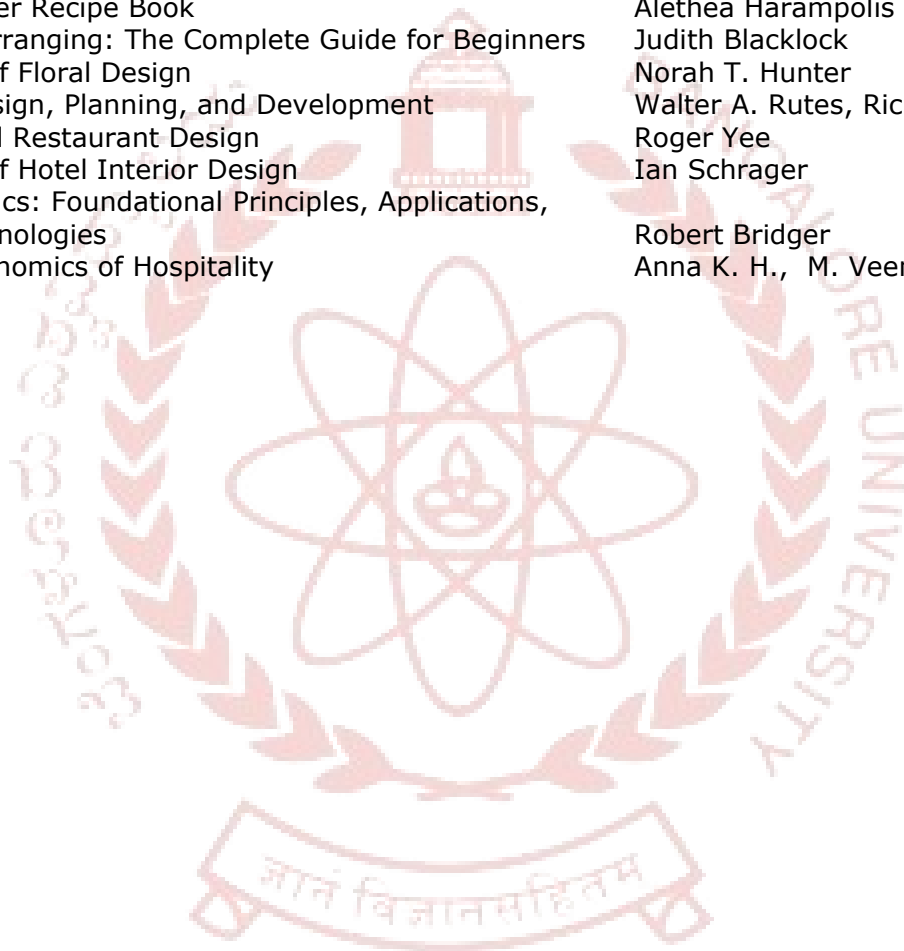 er Recipe Book Alethea Harampolis
rranging: The Complete Guide for Beginners Judith Blacklock
f Floral Design Norah T. Hunter
sign, Planning, and Development Walter A. Rutes, Ric
d Restaurant Design Roger Yee
f Hotel Interior Design Ian Schrager
ics: Foundational Principles, Applications,
nologies Robert Bridger
nomics of Hospitality Anna K. H., M. Veer
BANGALORE UNIVERSITY
ज्ञानं विज्ञानसहितम्